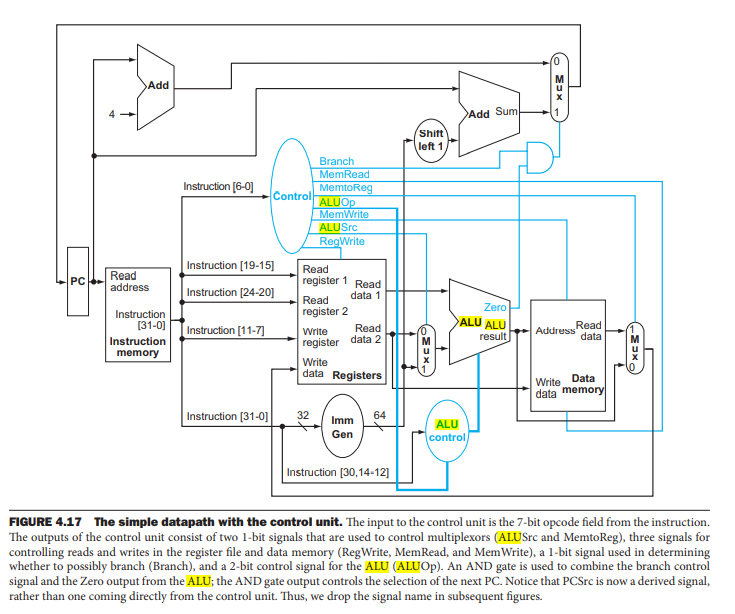 0
M
u
x
1
Add
4
Add Sum
Shift
left 1
Branch
MemRead
MemtoReg
ALUOp
MemWrite
ALUSrc
RegWrite
Instruction [6-0]
Control
PC
Read
address
Instruction
[31-0]
Instruction
memory
Instruction [19-15]
Instruction [24-20]
Instruction [11-7]
Instruction [31-0]
Read
register 1
Read
data 1
Read
register 2
Write
register
Read
data 2
Write
data
Registers
0
M
u
x
1
Zero
ALU
ALU
result
Address
Read
data
Write
data
Data
memory
1
M
u
x
0
32
Imm
Gen
64
ALU
control
Instruction [30,14-12]
FIGURE 4.17 The simple datapath with the control unit. The input to the control unit is the 7-bit opcode field from the instruction.
The outputs of the control unit consist of two 1-bit signals that are used to control multiplexors (ALUSrc and MemtoReg), three signals for
controlling reads and writes in the register file and data memory (RegWrite, MemRead, and MemWrite), a 1-bit signal used in determining
whether to possibly branch (Branch), and a 2-bit control signal for the ALU (ALUOp). An AND gate is used to combine the branch control
signal and the Zero output from the ALU; the AND gate output controls the selection of the next PC. Notice that PCSrc is now a derived signal,
rather than one coming directly from the control unit. Thus, we drop the signal name in subsequent figures.